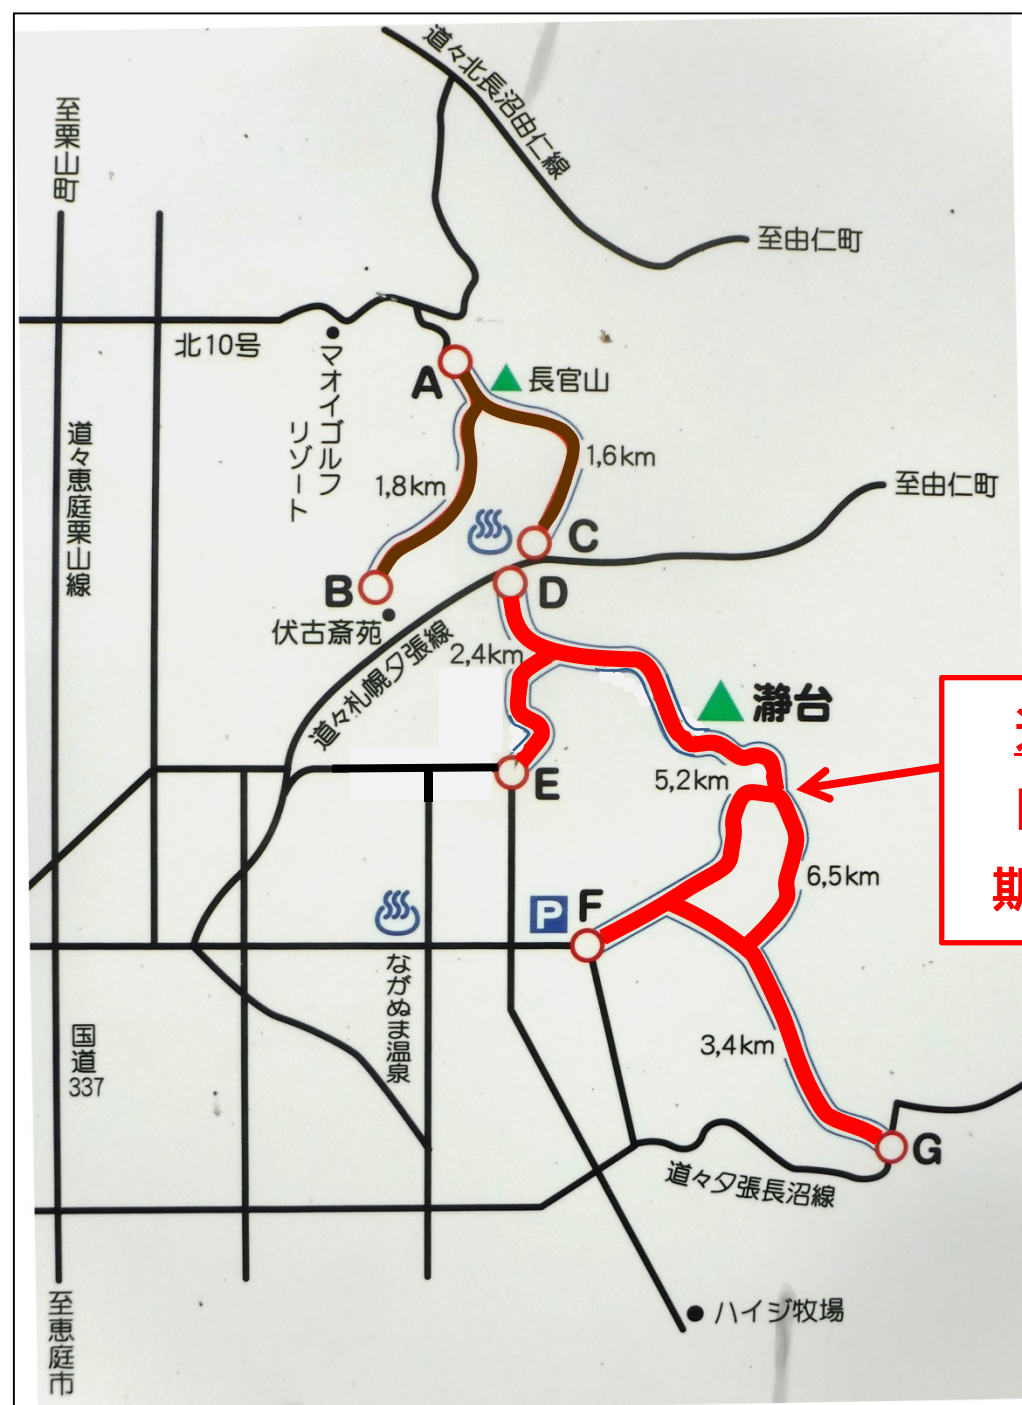 道々北長沼由仁線
至栗山町
至由仁町
北10号
マオイゴルフ
リゾート
A
長官山
道々恵庭栗山線
1,6km
1,8km
至由仁町
C
B
D
伏古斎苑
道々札幌夕張線
2,4km
瀞台
5,2km
E
6,5km
期
P
F
ながぬま温泉
国道
337
3,4km
G
道々夕張長沼線
ハイジ牧場
至恵庭市